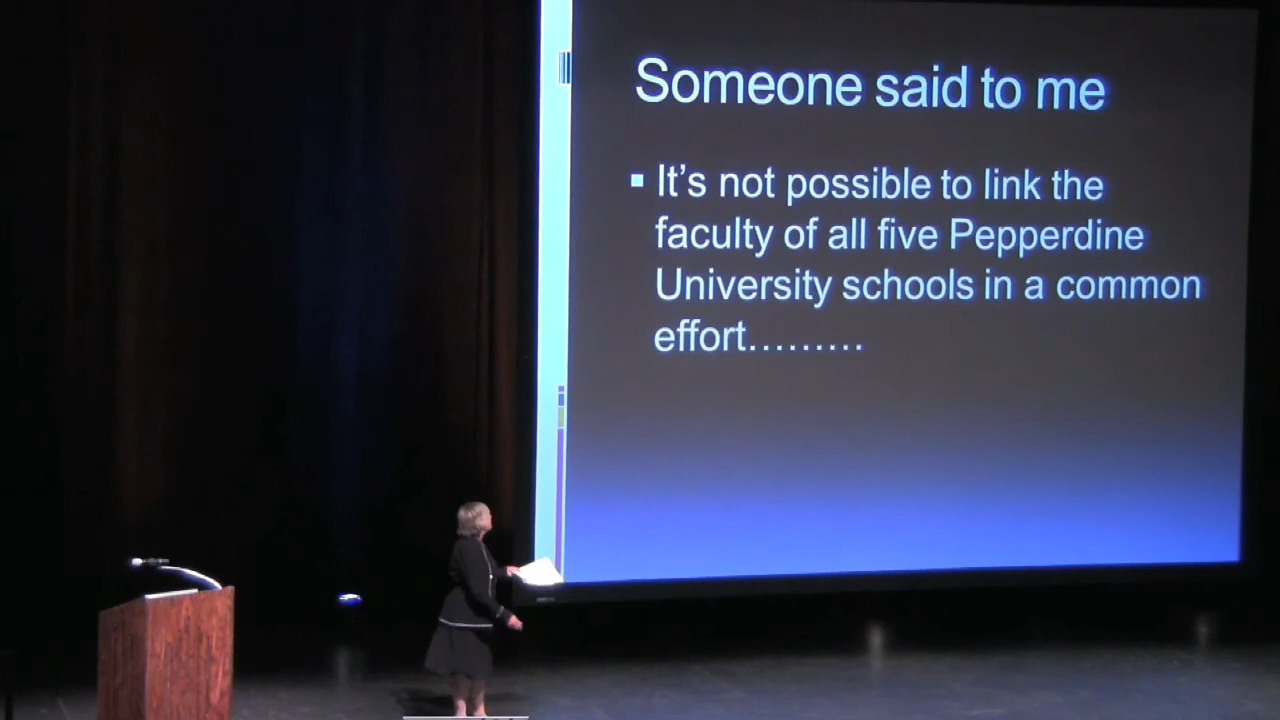 Someone said to me
It's not possible to link the
faculty of all five Pepperdine
University schools in a common
effort.........